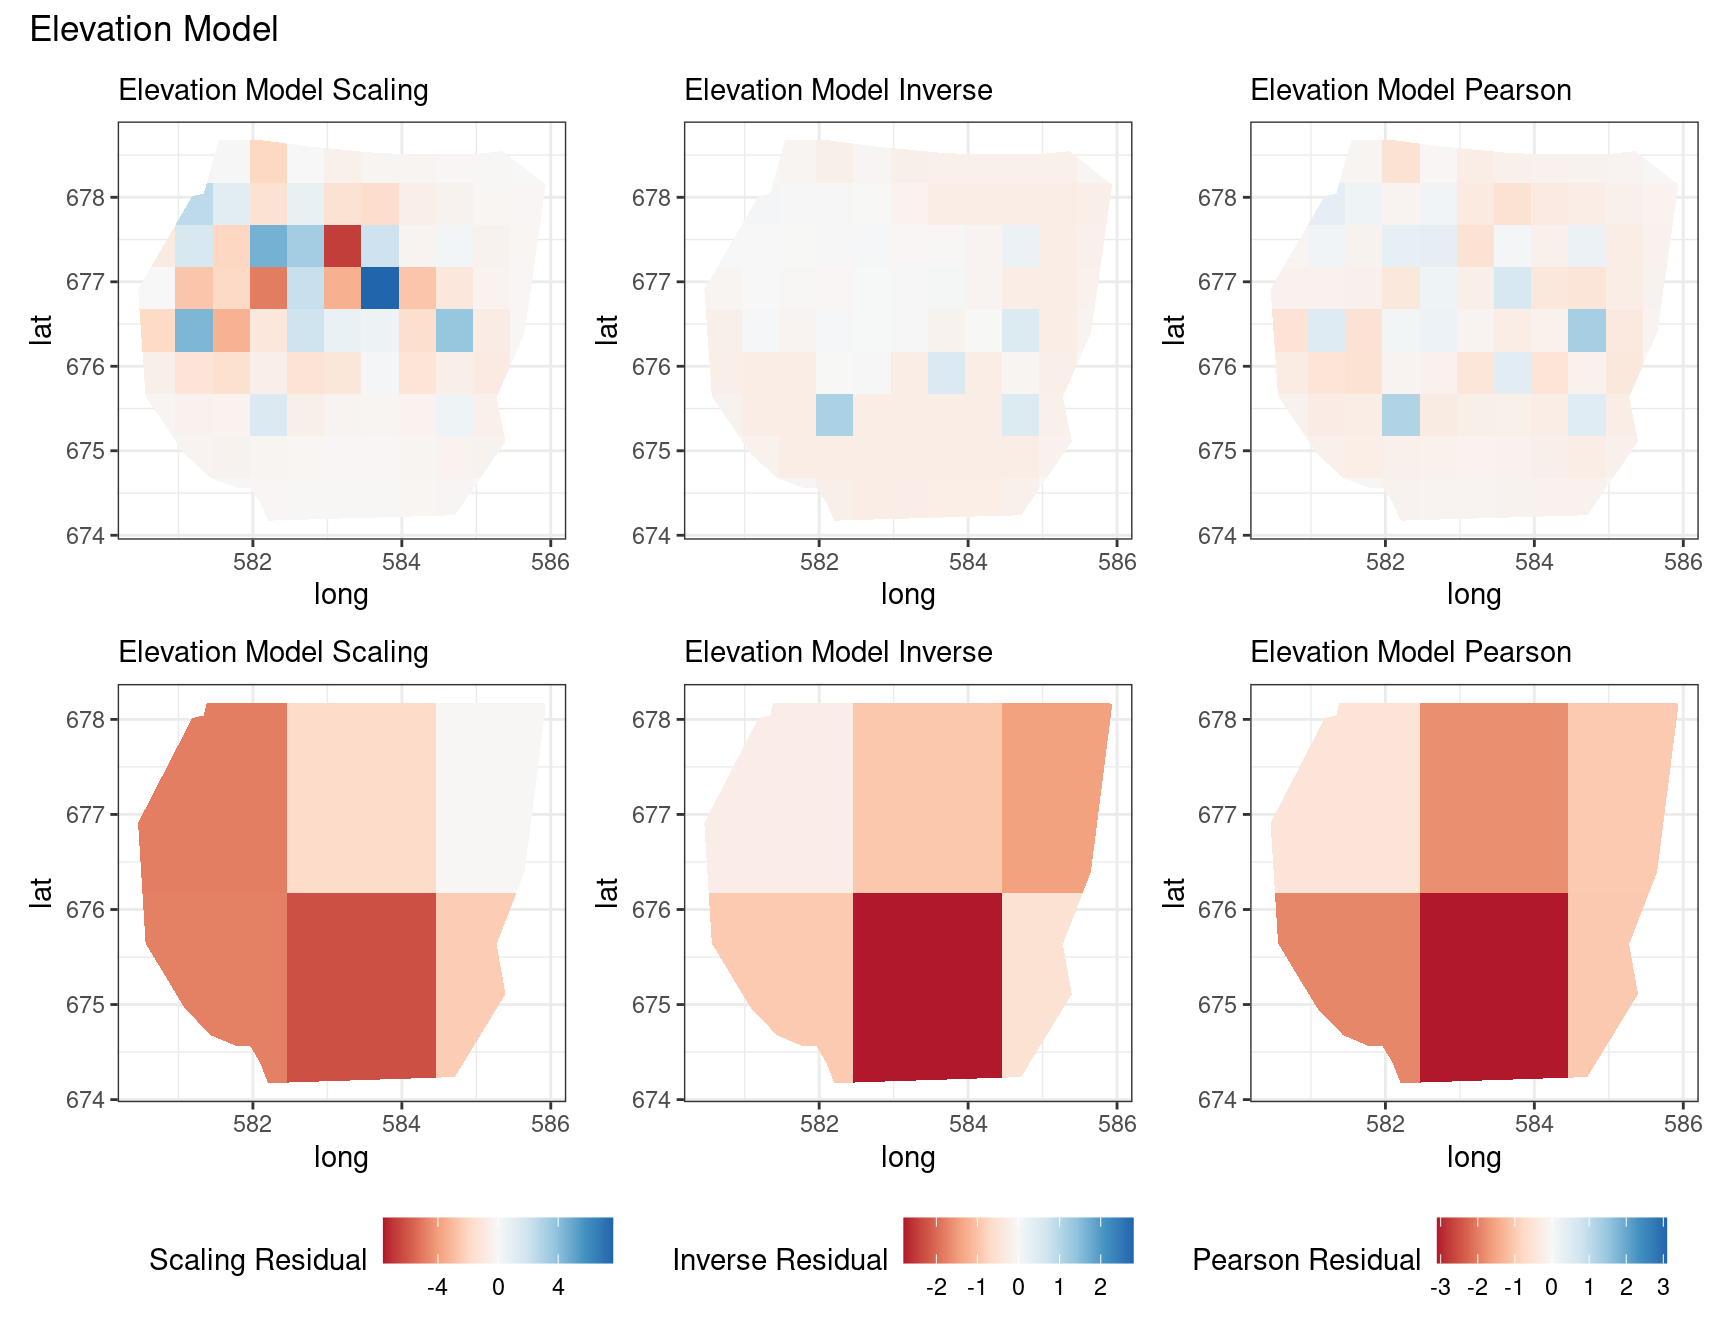 Elevation Model
Elevation Model Scaling
Elevation Model Inverse
Elevation Model Pearson
678
677
676
675
674
lat
582
584
586
long
678
677
676
675
674
lat
582
584
586
long
678
677
676
675
674
lat
582
584
586
long
Elevation Model Scaling
Elevation Model Inverse
Elevation Model Pearson
678
677
676
675
674
lat
582
584
586
long
678
677
676
675
674
lat
582
584
586
long
678
677
676
675
674
lat
582
584
586
long
Scaling Residual
-4 0 4
Inverse Residual
-2 -1 0 1 2
Pearson Residual
-3 -2 -1 0 1 2 3